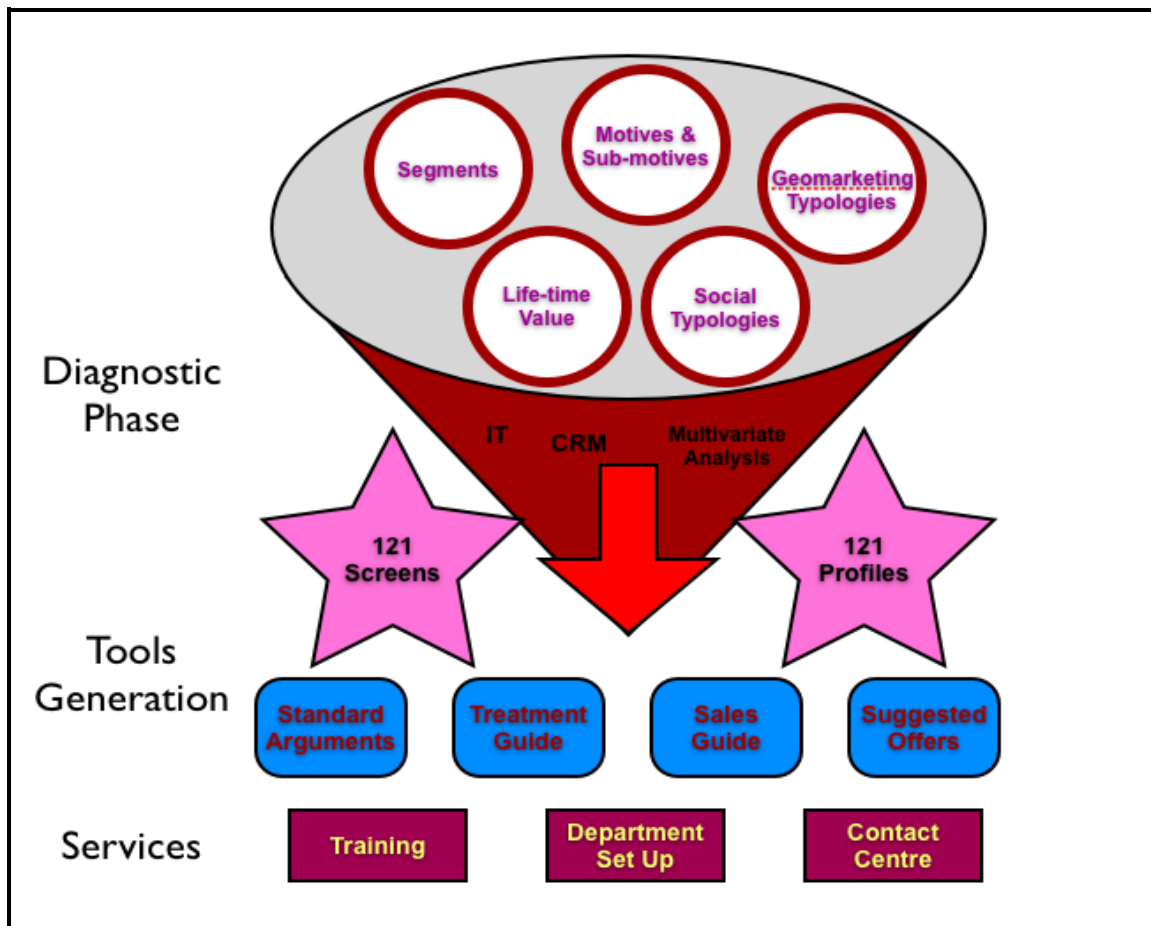 Segments
Motives &
Sub-motives
Geomarketing
Typologies
Life-time
Value
Social
Typologies
Diagnostic
Phase
IT
CRM
Multivariate
Analysis
121
Screens
121
Profiles
Tools
Generation
Standard
Arguments
Treatment
Guide
Sales
Guide
Suggested
Offers
Services
Training
Department
Set Up
Contact
Centre